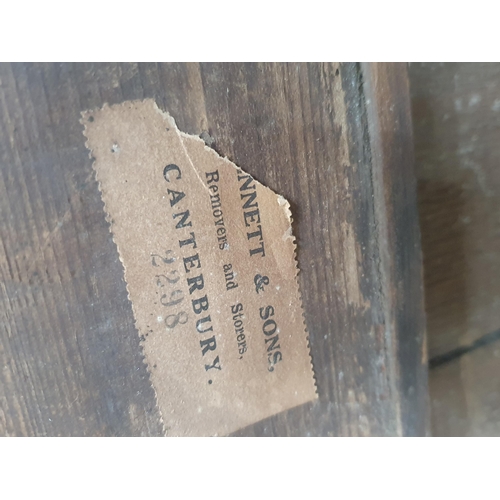 NNETT & SONS,
Removers and Storers,
CANTERBURY.
2298